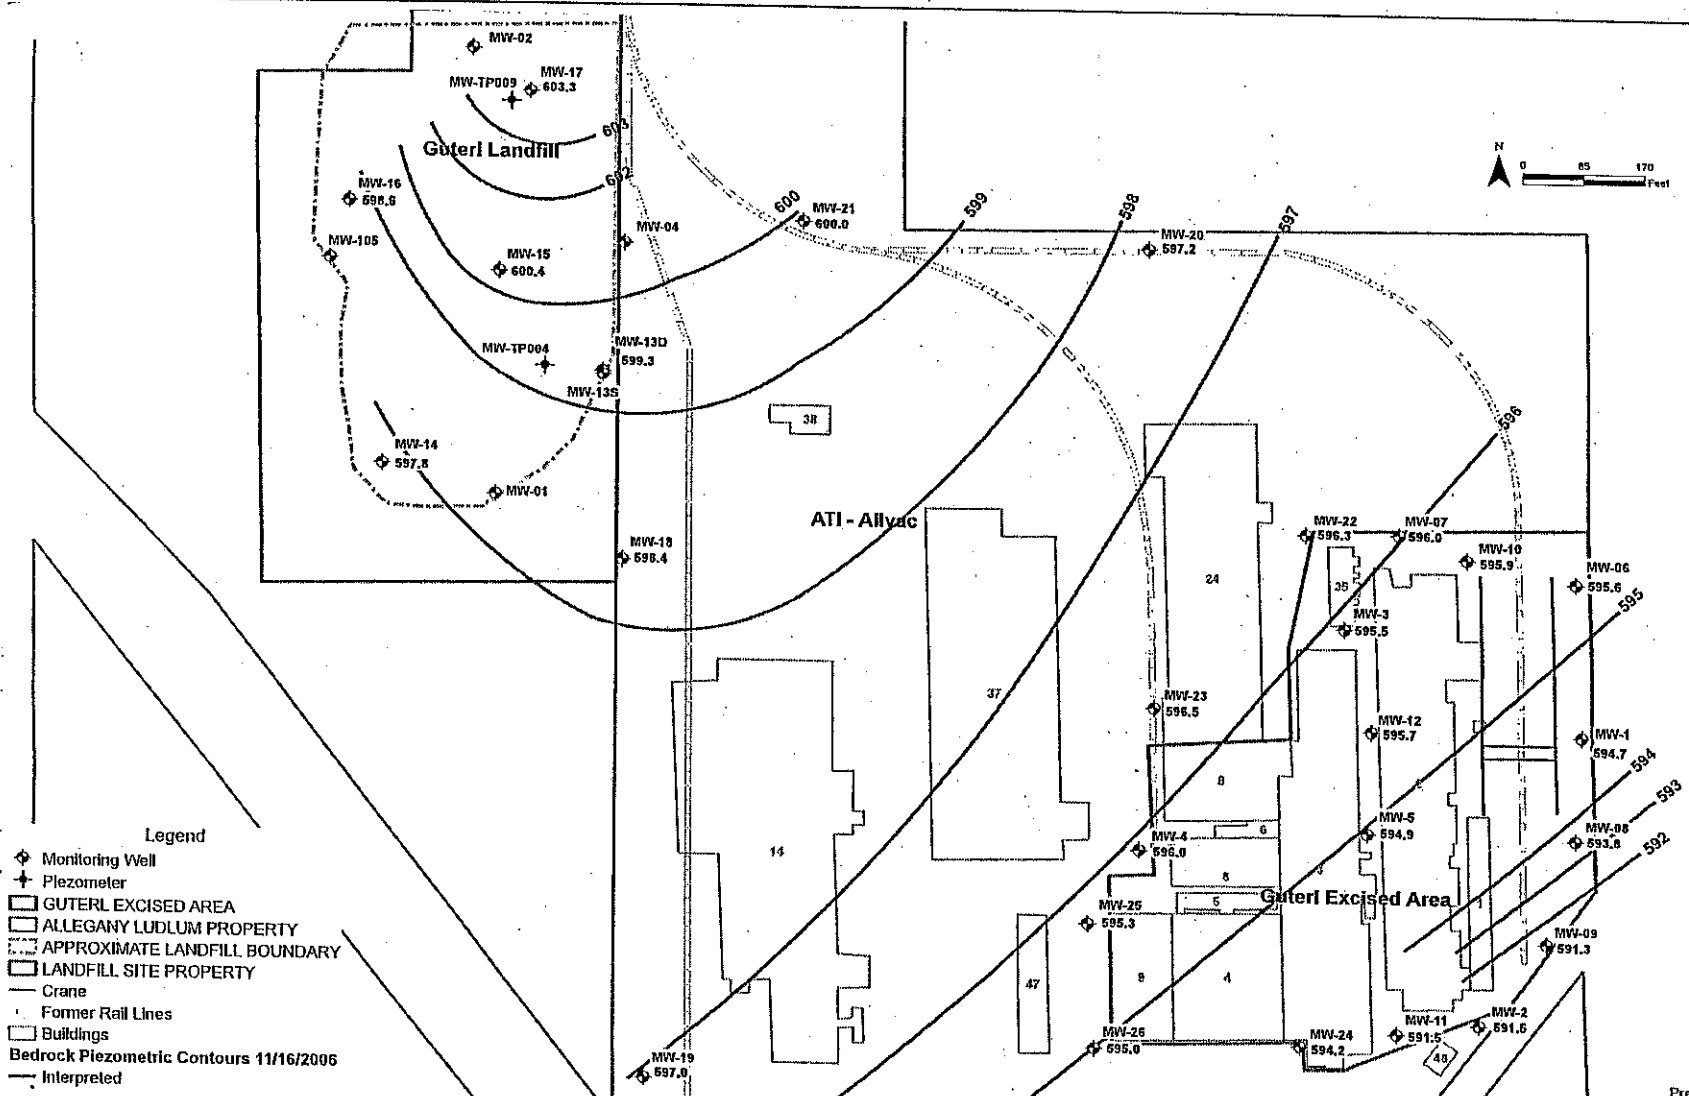 MW-02
MW-17
603.3
MW-TP009
603
Guterl Landfill
602
MW-16
598.6
MW-105
MW-15
600.4
MW-04
600
MW-21
600.0
599
598
597
MW-20
597.2
N
0 85 170
Feet
MW-TP004
MW-13D
599.3
MW-13S
38
MW-14
597.8
MW-01
MW-18
598.4
ATI - Allvac
596
MW-22
596.3
MW-07
596.0
MW-10
595.9
MW-06
595.6
595
24
35
MW-3
595.5
37
MW-23
596.5
MW-12
595.7
MW-1
594.7
594
593
592
8
6
14
MW-4
596.0
MW-5
594.9
MW-08
593.8
5
Guterl Excised Area
MW-25
595.3
MW-09
591.3
47
9
4
MW-26
595.0
MW-24
594.2
MW-11
591.5
MW-2
591.6
48
MW-19
597.0
Legend
Monitoring Well
Piezometer
GUTERL EXCISED AREA
ALLEGANY LUDLUM PROPERTY
APPROXIMATE LANDFILL BOUNDARY
LANDFILL SITE PROPERTY
Crane
Former Rail Lines
Buildings
Bedrock Piezometric Contours 11/16/2006
Interpreted